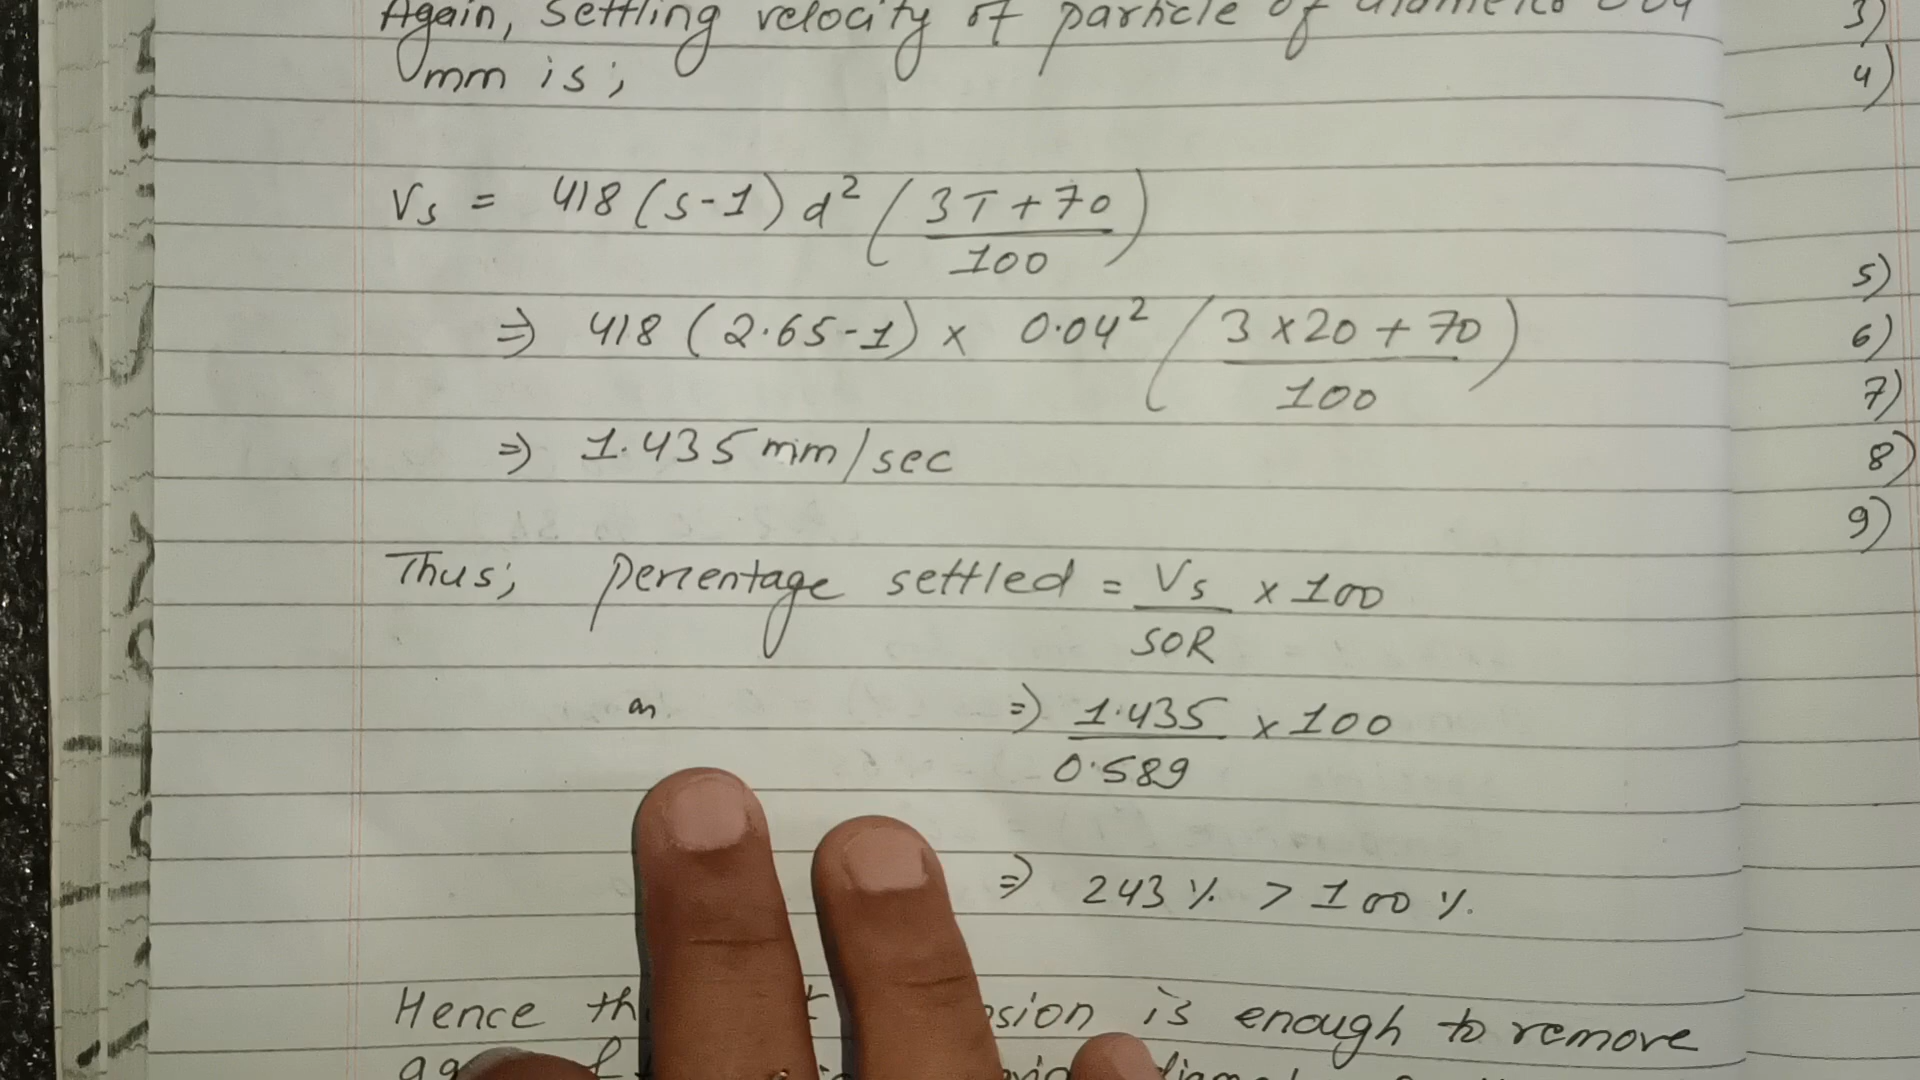 Again, settling velocity of particle of
mm is;
Vs = 418 (s-1) d² (3T+70/100)
⇒ 418 (2.65-1) x 0.04² (3x20+70/100)
⇒ 1.435 mm/sec
Thus; percentage settled = Vs/SOR x 100
⇒ 1.435/0.589 x 100
⇒ 243 % > 100 %.
Hence is enough to remove
3)
4)
5)
6)
7)
8)
9)